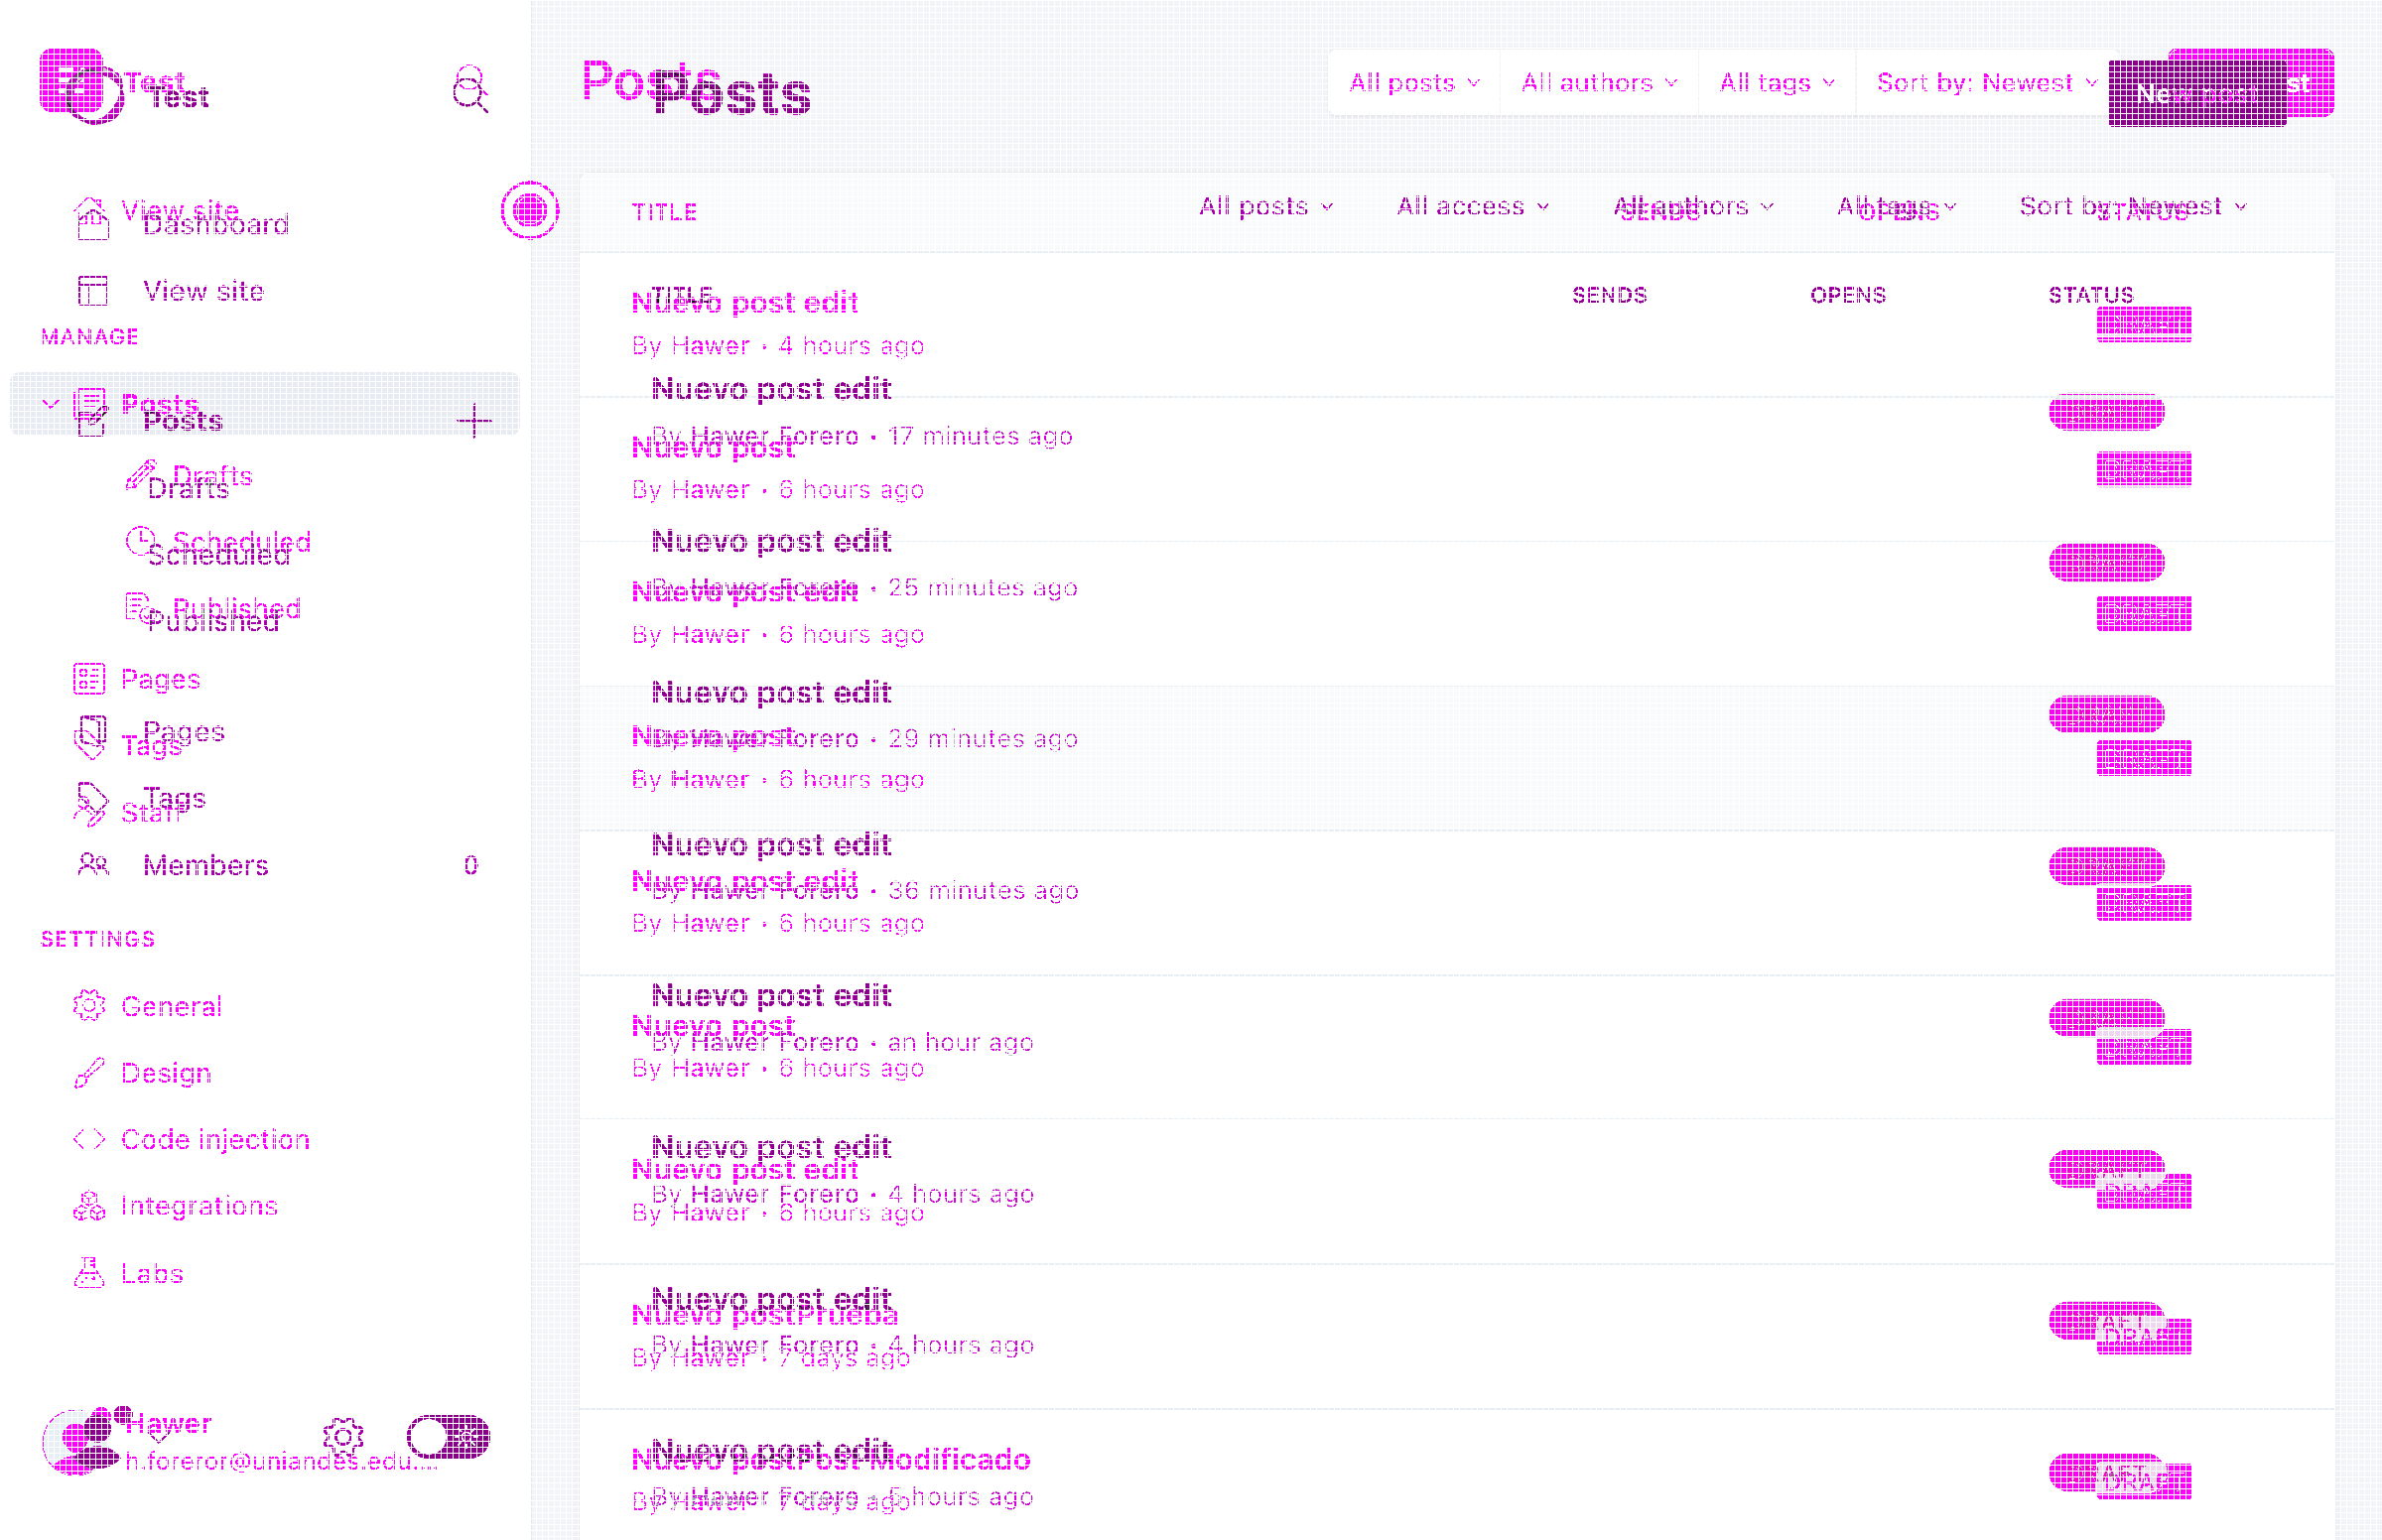 Test
Test
Posts
Posts
All posts
All authors
All tags
Sort by: Newest
New post
View site
Dashboard
TITLE
All posts
All access
All authors
All tags
Sort by: Newest
View site
TITLE
SENDS
OPENS
STATUS
Nuevo post edit
MANAGE
By Hawer • 4 hours ago
Posts
Posts
Nuevo post edit
By Hawer Forero • 17 minutes ago
Nuevo post
Drafts
Drafts
By Hawer • 6 hours ago
Scheduled
Scheduled
Nuevo post edit
By Hawer Forero • 25 minutes ago
Nuevo post edit
Published
Published
By Hawer • 6 hours ago
Pages
Nuevo post edit
Pages
Tags
By Hawer Forero • 29 minutes ago
Nuevo post
By Hawer • 6 hours ago
Tags
Staff
Nuevo post edit
Members
0
Nuevo post edit
By Hawer Forero • 36 minutes ago
By Hawer • 6 hours ago
SETTINGS
General
Nuevo post edit
Nuevo post
By Hawer Forero • an hour ago
Design
By Hawer • 6 hours ago
Code injection
Nuevo post edit
Nuevo post edit
Integrations
By Hawer Forero • 4 hours ago
By Hawer • 6 hours ago
Labs
Nuevo post edit
Nuevo postPrueba
By Hawer Forero • 4 hours ago
By Hawer • 7 days ago
Hawer
h.foreror@uniandes.edu....
Nuevo post edit
Nuevo postPost Modificado
By Hawer Forero • 5 hours ago
By Hawer • 7 days ago